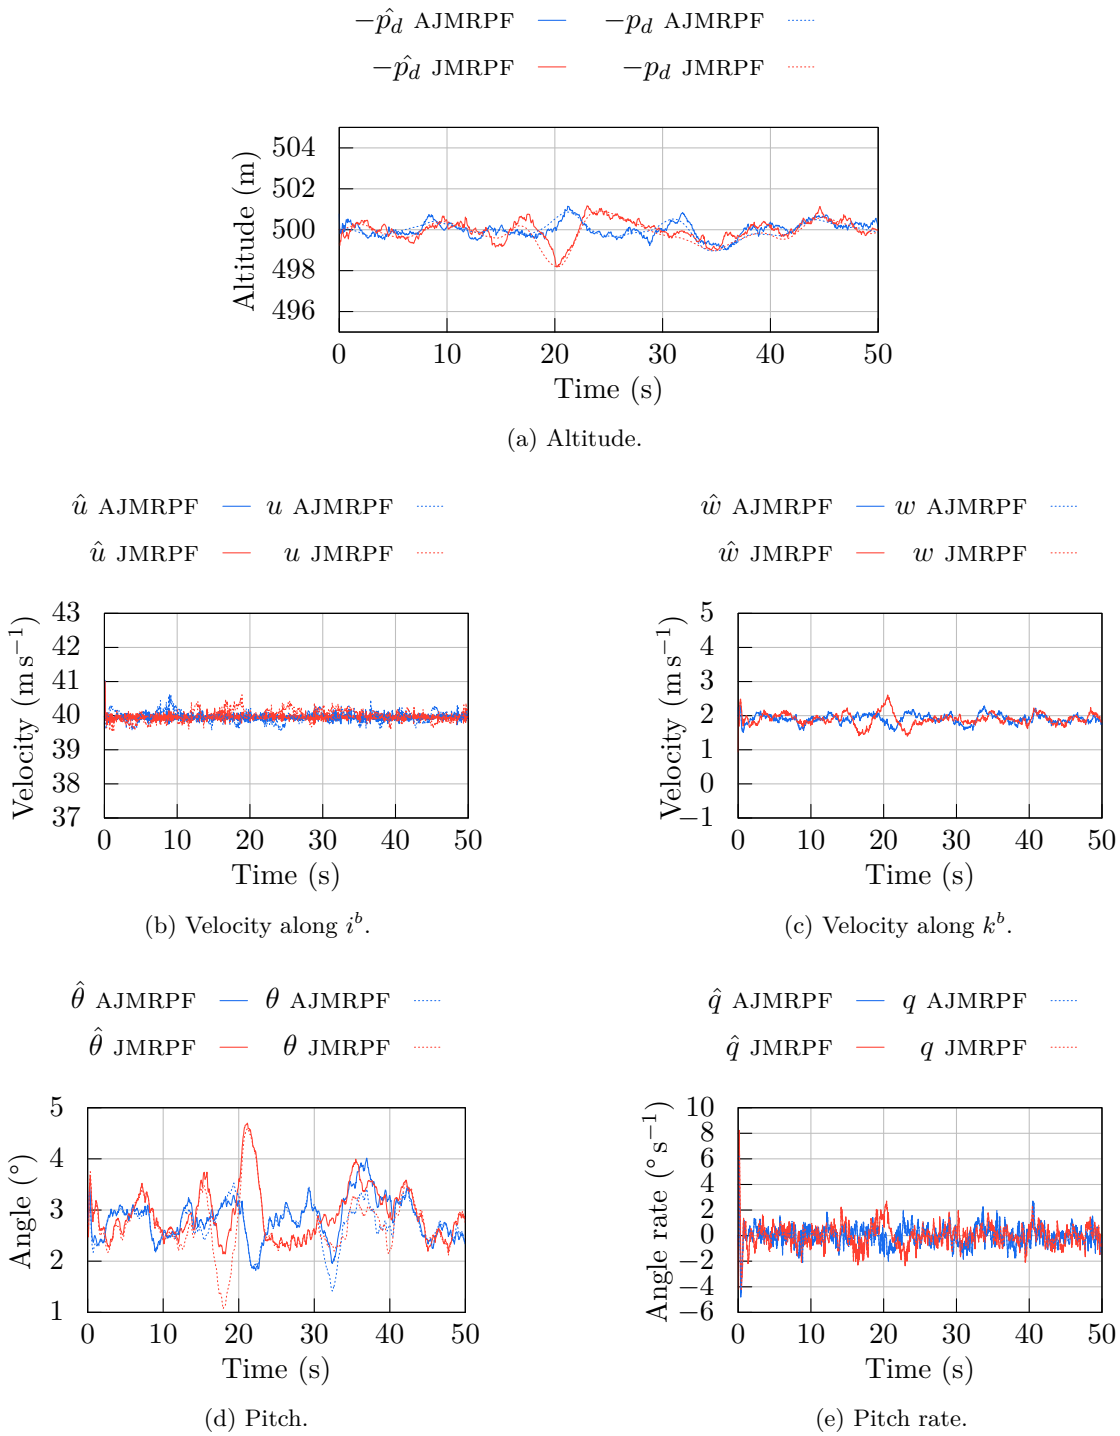 −p̂_d AJMRPF −p_d AJMRPF
−p̂_d JMRPF −p_d JMRPF
504
502
500
498
496
Altitude (m)
0 10 20 30 40 50
Time (s)
(a) Altitude.
û AJMRPF u AJMRPF
û JMRPF u JMRPF
43
42
41
40
39
38
37
Velocity (m s⁻¹)
0 10 20 30 40 50
Time (s)
(b) Velocity along i^b.
ŵ AJMRPF w AJMRPF
ŵ JMRPF w JMRPF
5
4
3
2
1
0
−1
Velocity (m s⁻¹)
0 10 20 30 40 50
Time (s)
(c) Velocity along k^b.
θ̂ AJMRPF θ AJMRPF
θ̂ JMRPF θ JMRPF
5
4
3
2
1
Angle (°)
0 10 20 30 40 50
Time (s)
(d) Pitch.
q̂ AJMRPF q AJMRPF
q̂ JMRPF q JMRPF
10
8
6
4
2
0
−2
−4
−6
Angle rate (° s⁻¹)
0 10 20 30 40 50
Time (s)
(e) Pitch rate.